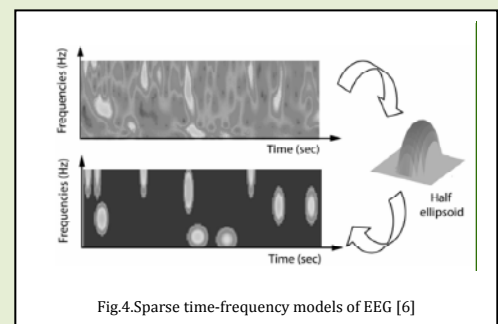 Frequencies (Hz)
Time (sec)
Frequencies (Hz)
Time (sec)
Half
ellipsoid
Fig.4.Sparse time-frequency models of EEG [6]